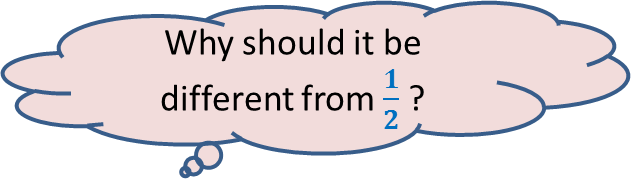 Why should it be
different from 1/2 ?